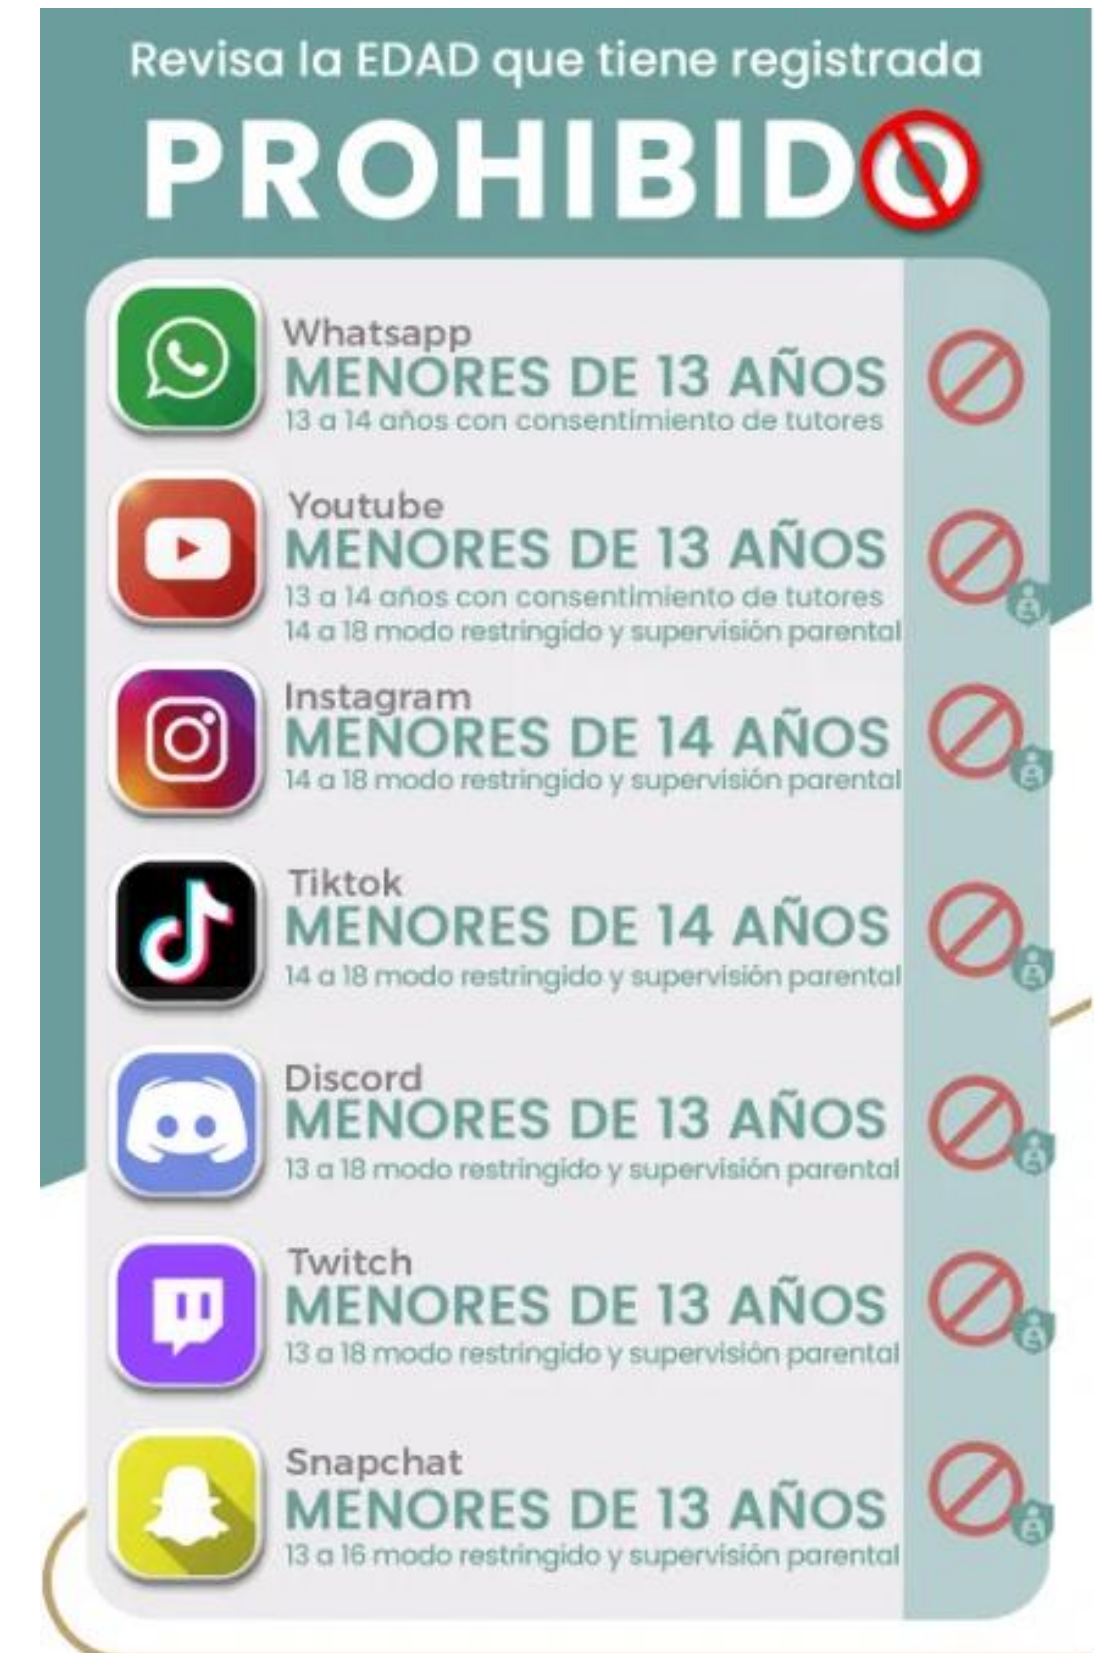 Revisa la EDAD que tiene registrada
PROHIBIDO
Whatsapp
MENORES DE 13 AÑOS
13 a 14 años con consentimiento de tutores
Youtube
MENORES DE 13 AÑOS
13 a 14 años con consentimiento de tutores
14 a 18 modo restringido y supervisión parental
Instagram
MENORES DE 14 AÑOS
14 a 18 modo restringido y supervisión parental
Tiktok
MENORES DE 14 AÑOS
14 a 18 modo restringido y supervisión parental
Discord
MENORES DE 13 AÑOS
13 a 18 modo restringido y supervisión parental
Twitch
MENORES DE 13 AÑOS
13 a 18 modo restringido y supervisión parental
Snapchat
MENORES DE 13 AÑOS
13 a 16 modo restringido y supervisión parental